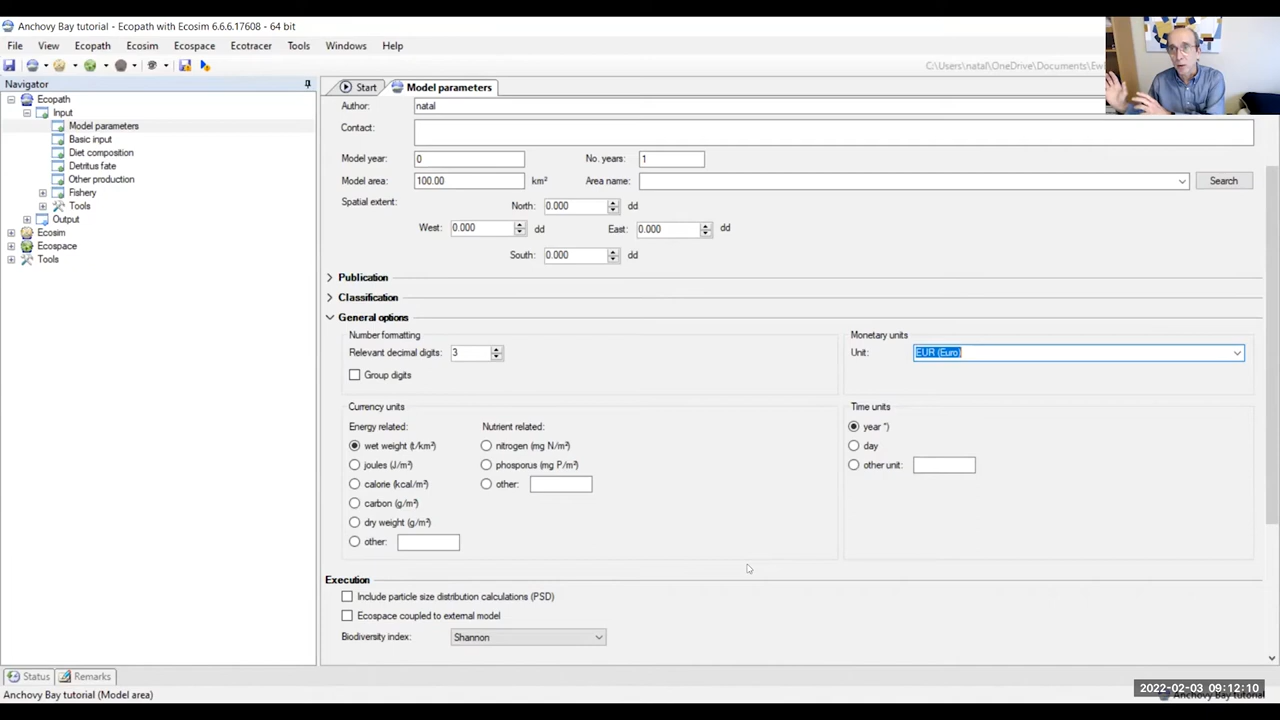 Anchovy Bay tutorial - Ecopath with Ecosim 6.6.6.17608 - 64 bit
File View Ecopath Ecosim Ecospace Ecotracer Tools Windows Help
C:\Users\natal\OneDrive\Documents\Ew
Navigator
Ecopath
Input
Model parameters
Basic input
Diet composition
Detritus fate
Other production
Fishery
Tools
Output
Ecosim
Ecospace
Tools
Start Model parameters
Author: natal
Contact:
Model year: 0 No. years: 1
Model area: 100.00 km² Area name: Search
Spatial extent: North: 0.000 dd
West: 0.000 dd East: 0.000 dd
South: 0.000 dd
Publication
Classification
General options
Number formatting
Relevant decimal digits: 3
Group digits
Monetary units
Unit: EUR (Euro)
Currency units
Energy related: Nutrient related:
wet weight (t/km²) nitrogen (mg N/m²)
joules (J/m²) phosporus (mg P/m²)
calorie (kcal/m²) other:
carbon (g/m²)
dry weight (g/m²)
other:
Time units
year *)
day
other unit:
Execution
Include particle size distribution calculations (PSD)
Ecospace coupled to external model
Biodiversity index: Shannon
Status Remarks
Anchovy Bay tutorial (Model area)
2022-02-03 09:12:10